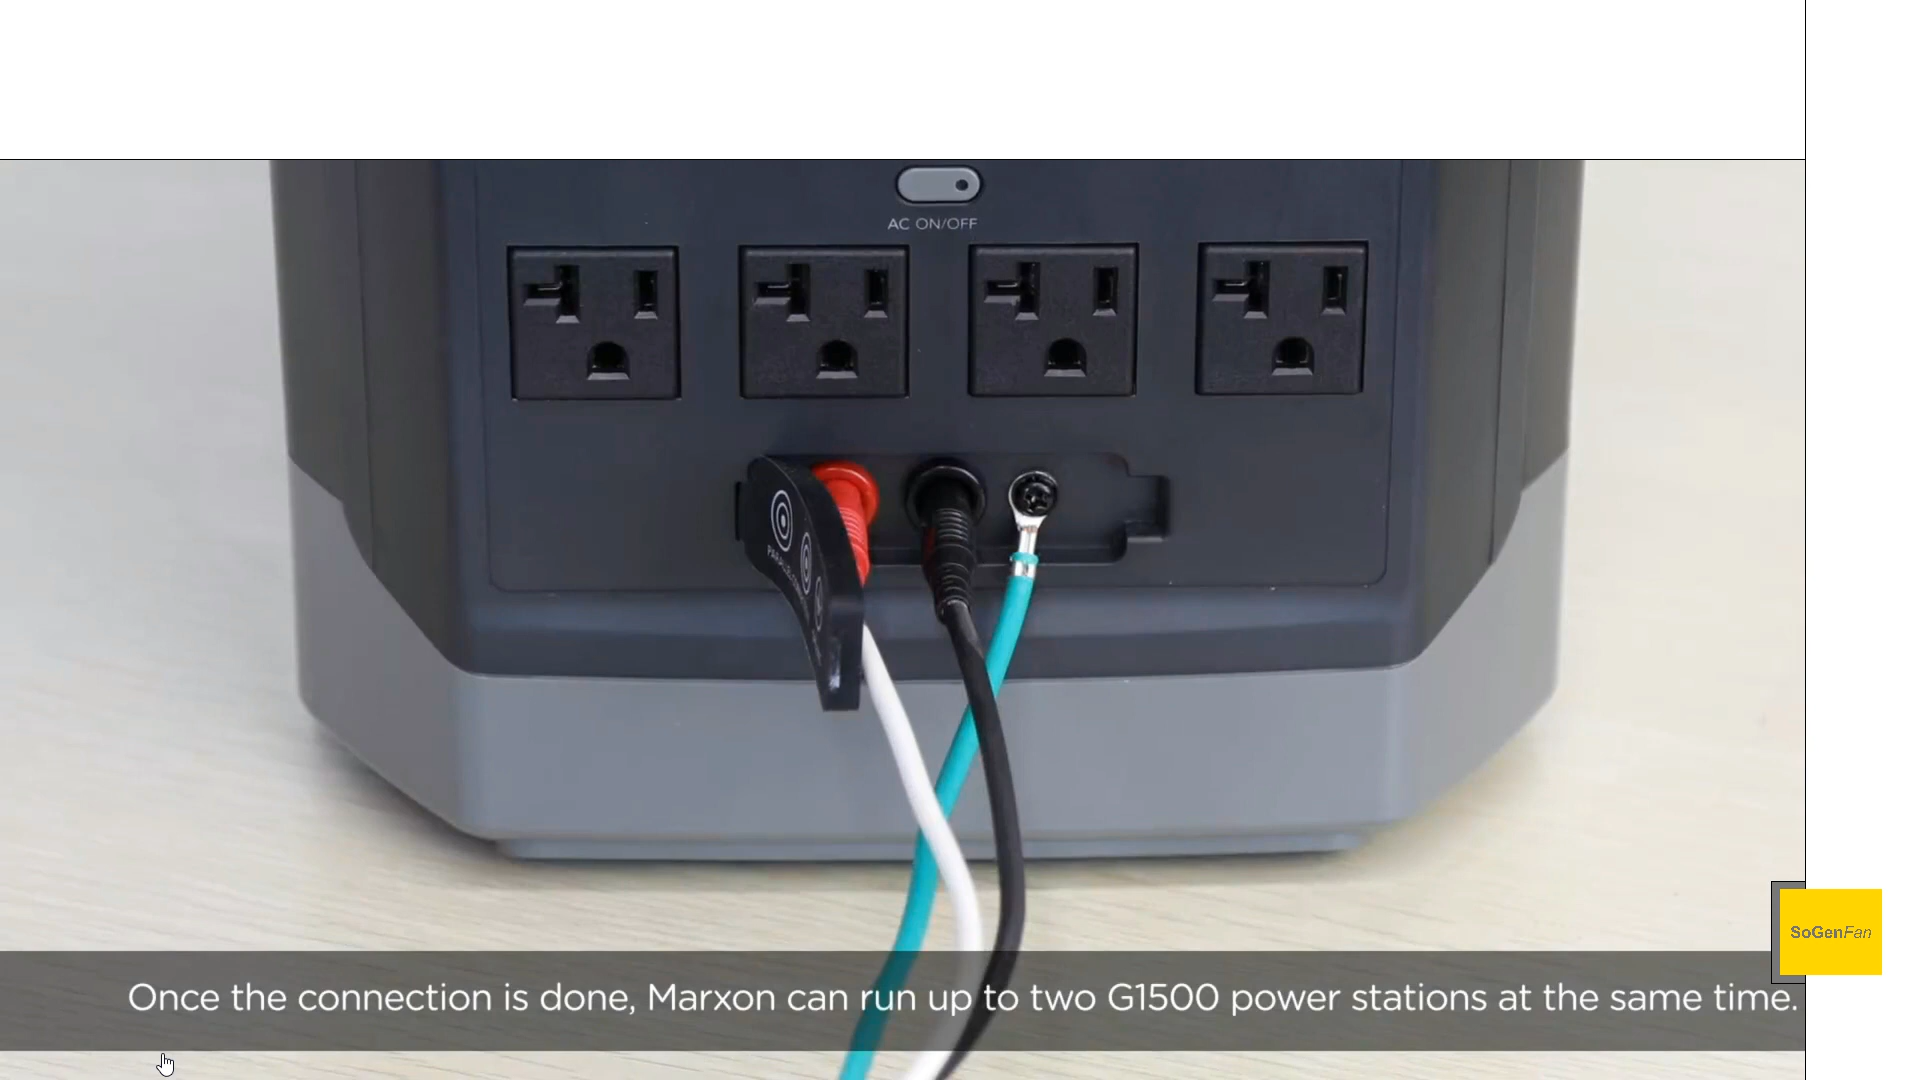 AC ON/OFF
SoGenFan
Once the connection is done, Marxon can run up to two G1500 power stations at the same time.